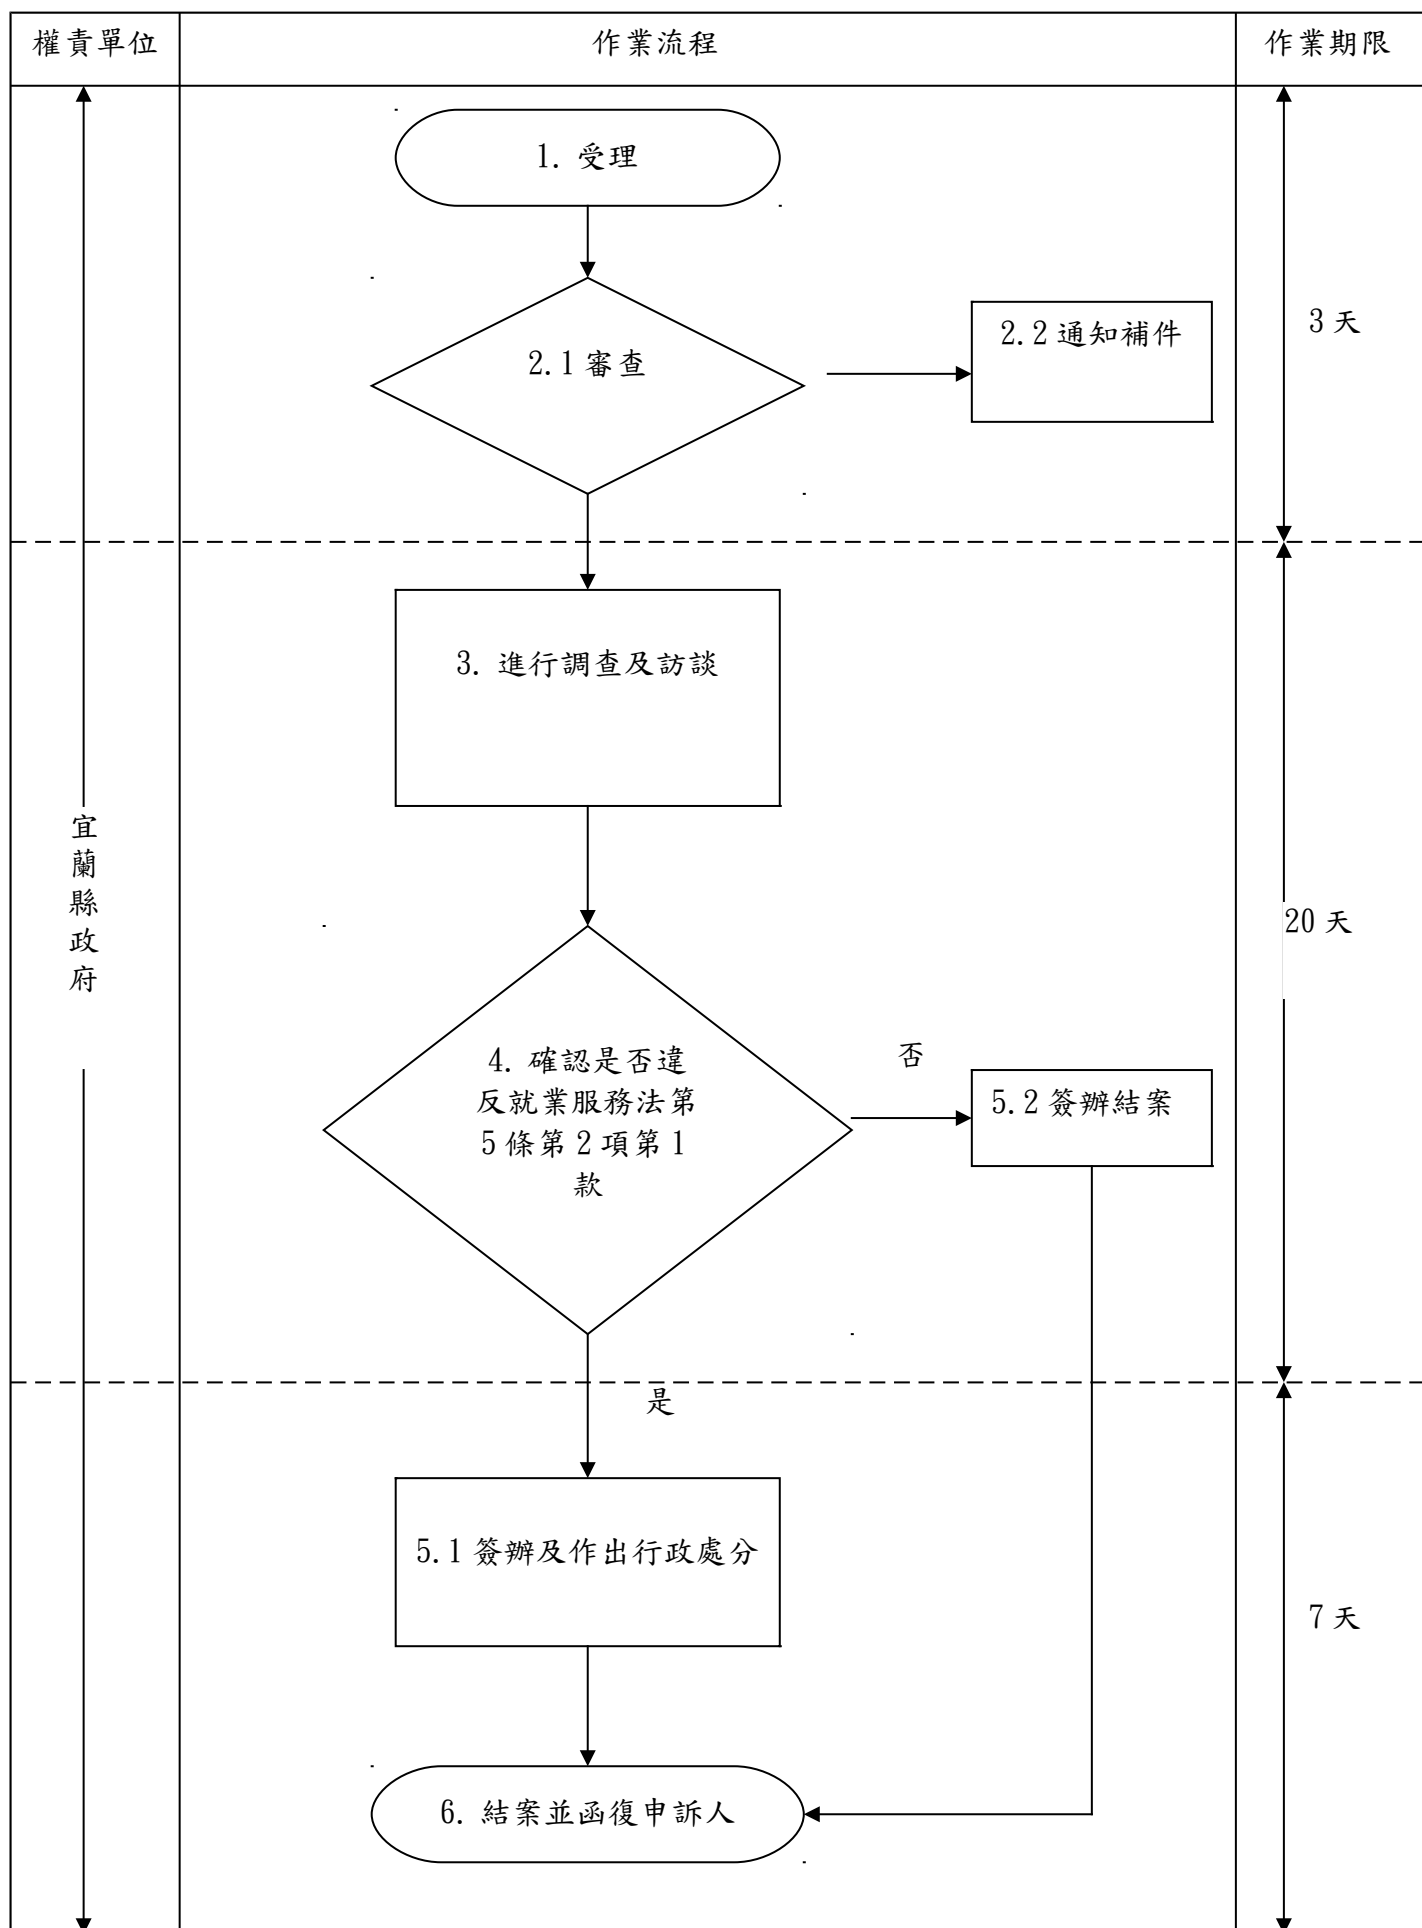 權責單位
作業流程
作業期限
1. 受理
2.1 審查
2.2 通知補件
3 天
3. 進行調查及訪談
宜
蘭
縣
政
府
20 天
4. 確認是否違
反就業服務法第
5 條第 2 項第 1
款
否
5.2 簽辦結案
是
5.1 簽辦及作出行政處分
7 天
6. 結案並函復申訴人